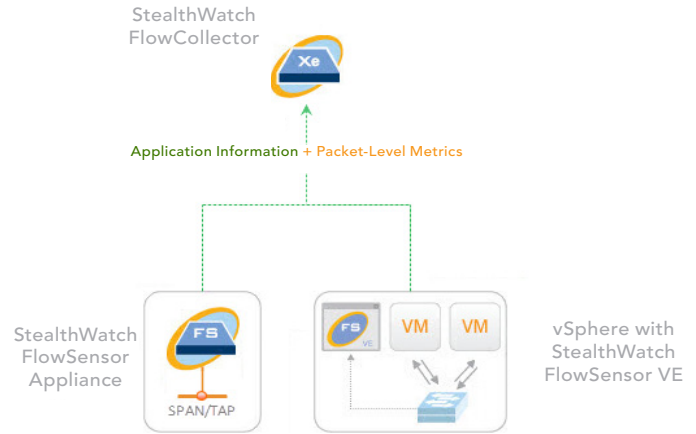 StealthWatch
FlowCollector
Xe
Application Information + Packet-Level Metrics
StealthWatch
FlowSensor
Appliance
FS
SPAN/TAP
FS
VE
VM
VM
vSphere with
StealthWatch
FlowSensor VE